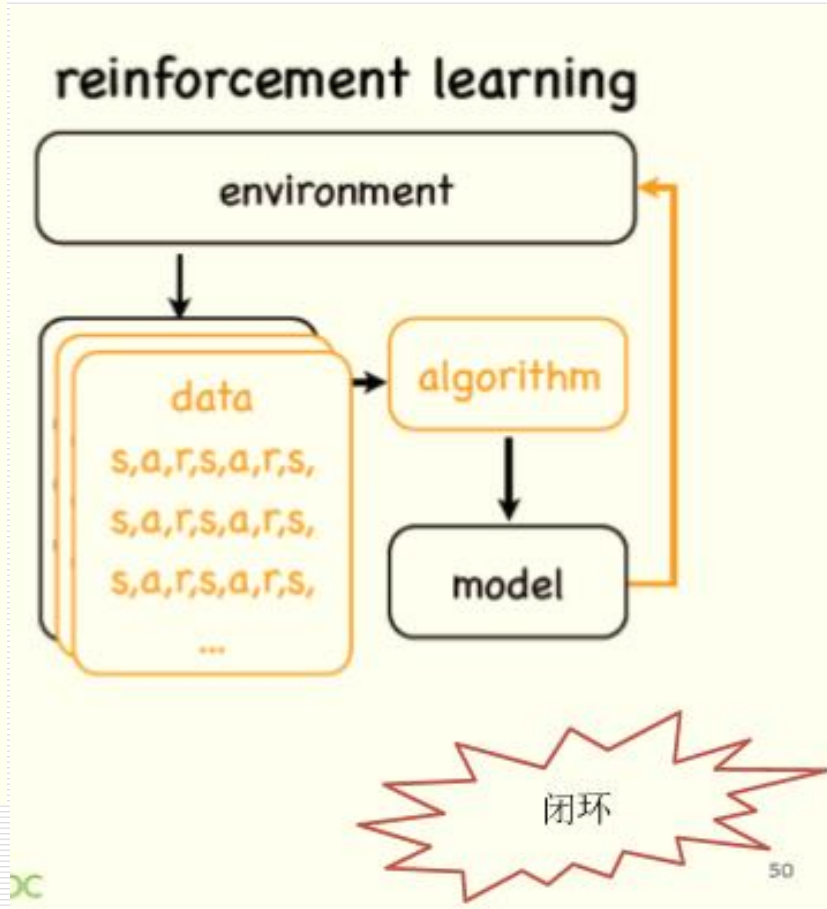 reinforcement learning
environment
data
s,a,r,s,a,r,s,
s,a,r,s,a,r,s,
s,a,r,s,a,r,s,
...
algorithm
model
闭环
50